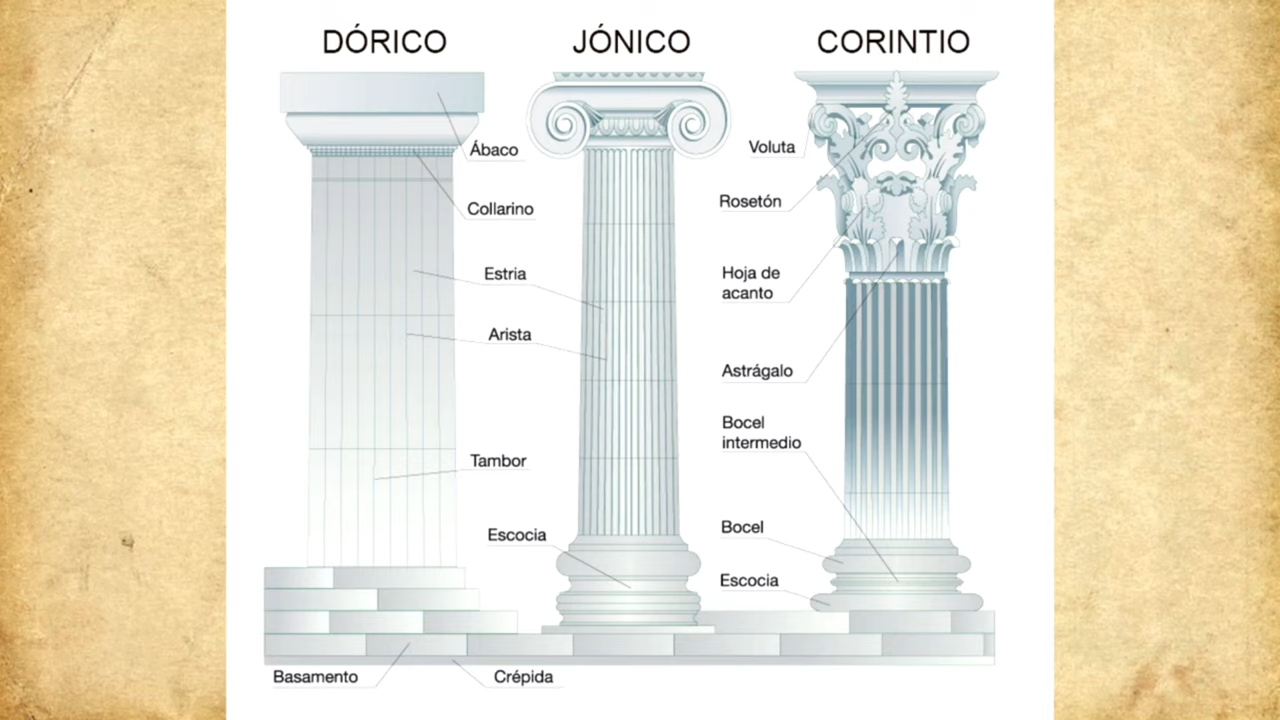 DÓRICO
JÓNICO
CORINTIO
Ábaco
Collarino
Estria
Arista
Tambor
Escocia
Basamento
Crépida
Voluta
Rosetón
Hoja de
acanto
Astrágalo
Bocel
intermedio
Bocel
Escocia